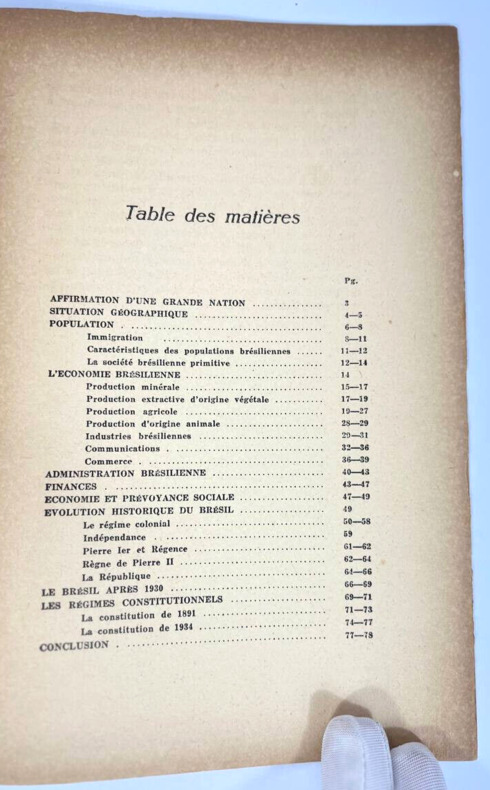 Table des matières
Pg.
AFFIRMATION D'UNE GRANDE NATION .............. 3
SITUATION GÉOGRAPHIQUE .............. 4—5
POPULATION .............. 6—8
Immigration .............. 8—11
Caractéristiques des populations brésiliennes ...... 11—12
La société brésilienne primitive .............. 12—14
L'ECONOMIE BRÉSILIENNE .............. 14
Production minérale .............. 15—17
Production extractive d'origine végétale .............. 17—19
Production agricole .............. 19—27
Production d'origine animale .............. 28—29
Industries brésiliennes .............. 29—31
Communications .............. 32—36
Commerce .............. 36—39
ADMINISTRATION BRÉSILIENNE .............. 40—43
FINANCES .............. 43—47
ECONOMIE ET PRÉVOYANCE SOCIALE .............. 47—49
EVOLUTION HISTORIQUE DU BRÉSIL .............. 49
Le régime colonial .............. 50—58
Indépendance .............. 59
Pierre Ier et Régence .............. 61—62
Règne de Pierre II .............. 62—64
La République .............. 64—66
LE BRÉSIL APRÈS 1930 .............. 66—69
LES RÉGIMES CONSTITUTIONNELS .............. 69—71
La constitution de 1891 .............. 71—73
La constitution de 1934 .............. 74—77
CONCLUSION .............. 77—78